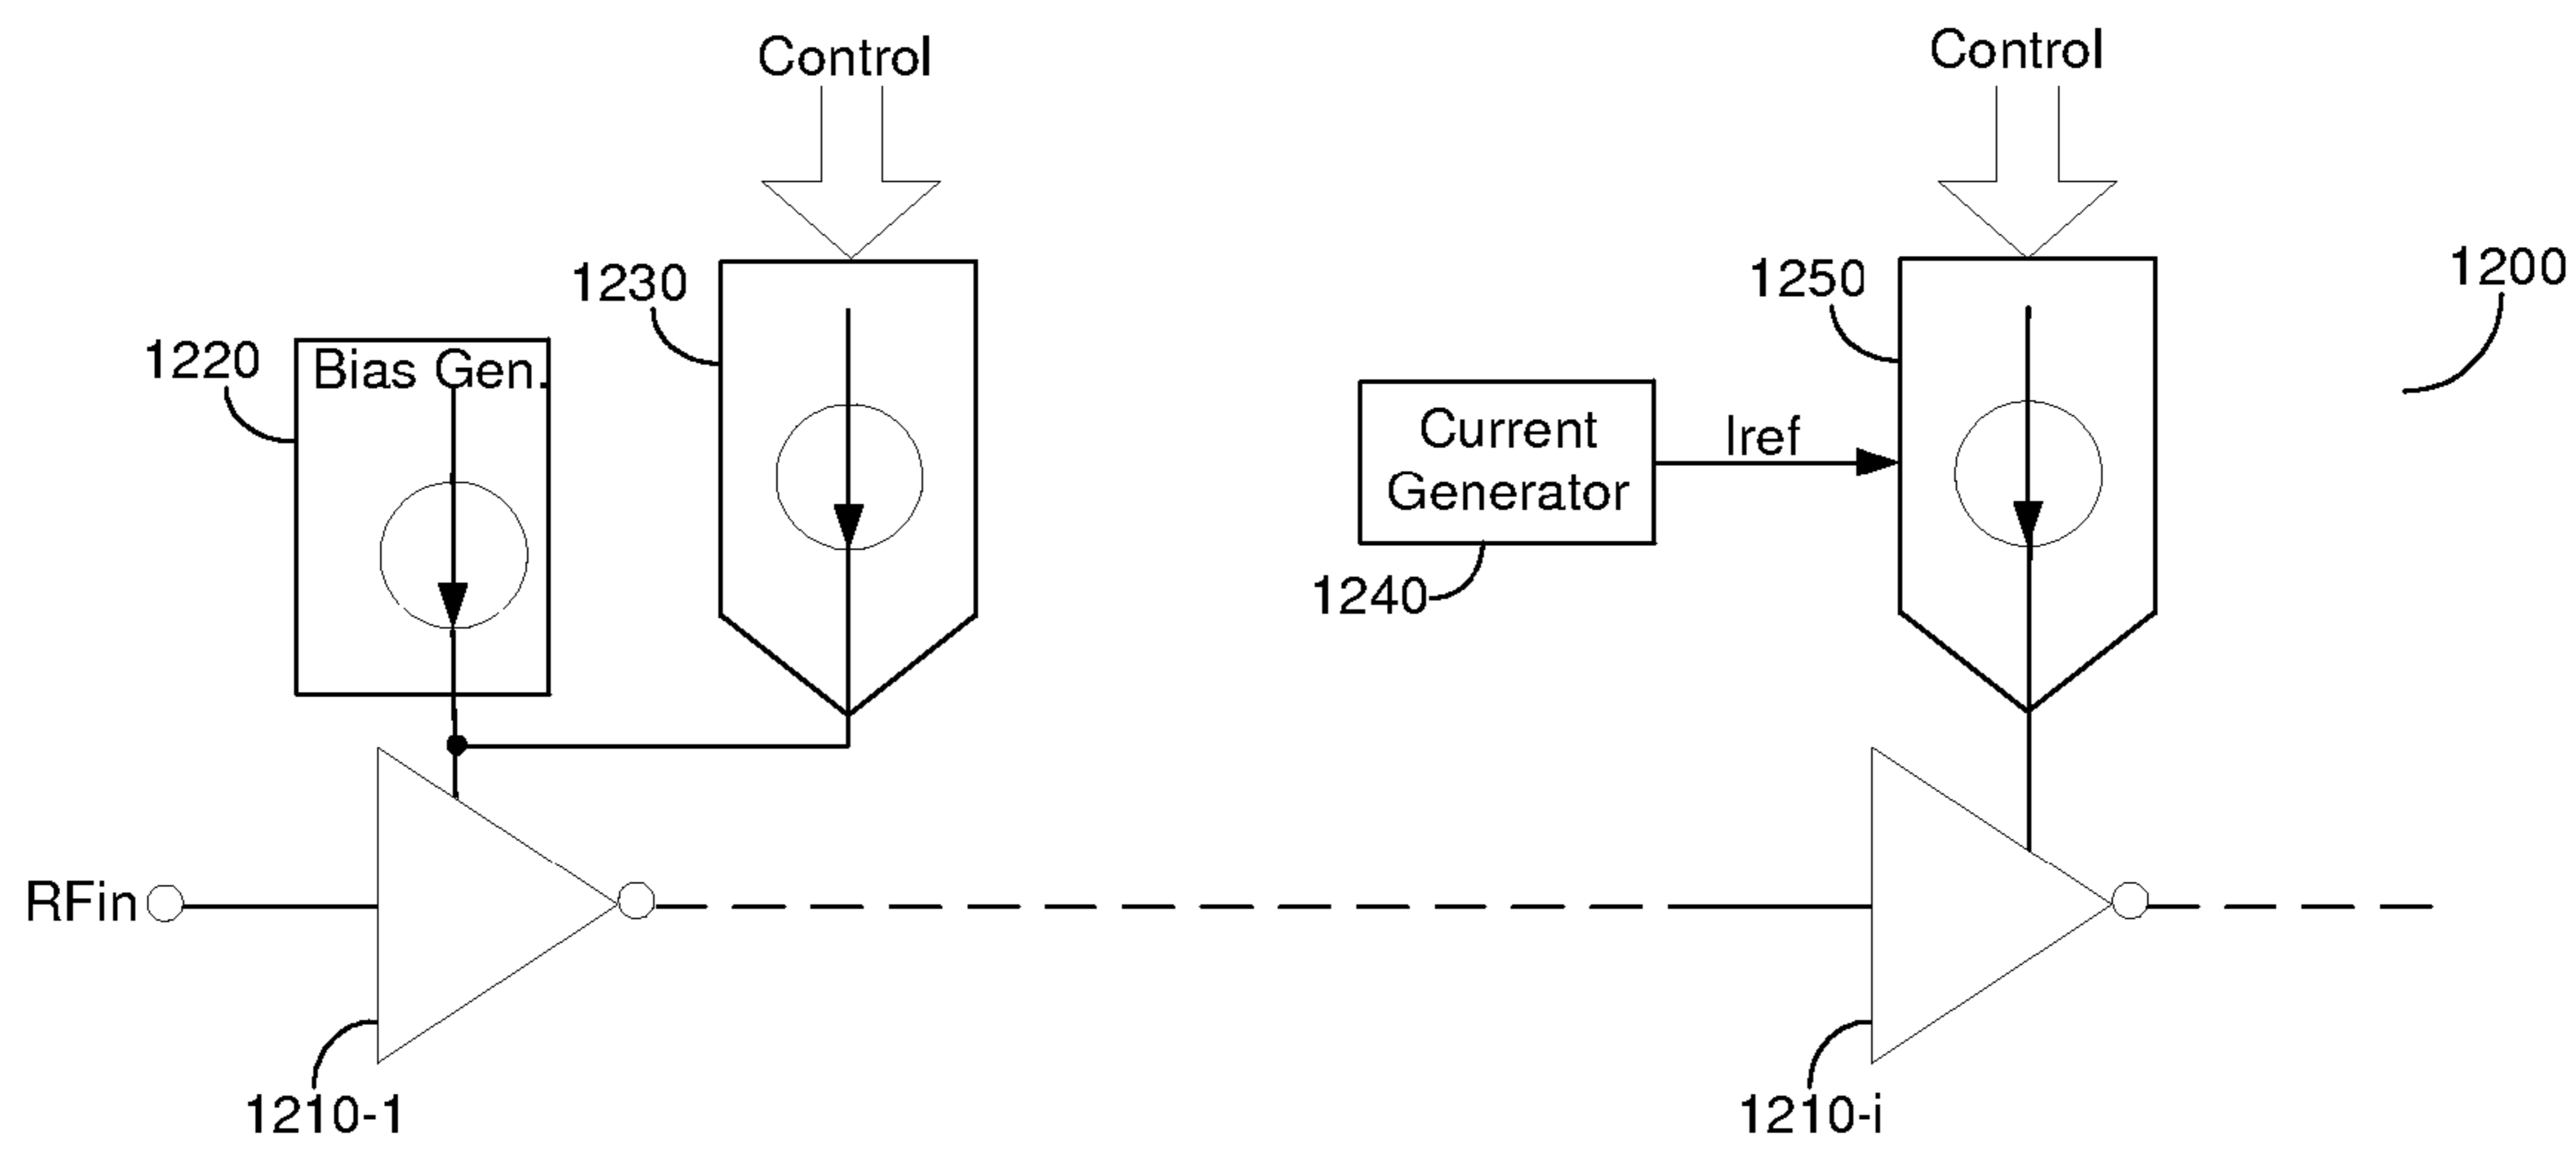 Control
Control
1230
1250
1200
1220
Bias Gen.
Current
Generator
Iref
1240
RFin
1210-1
1210-i